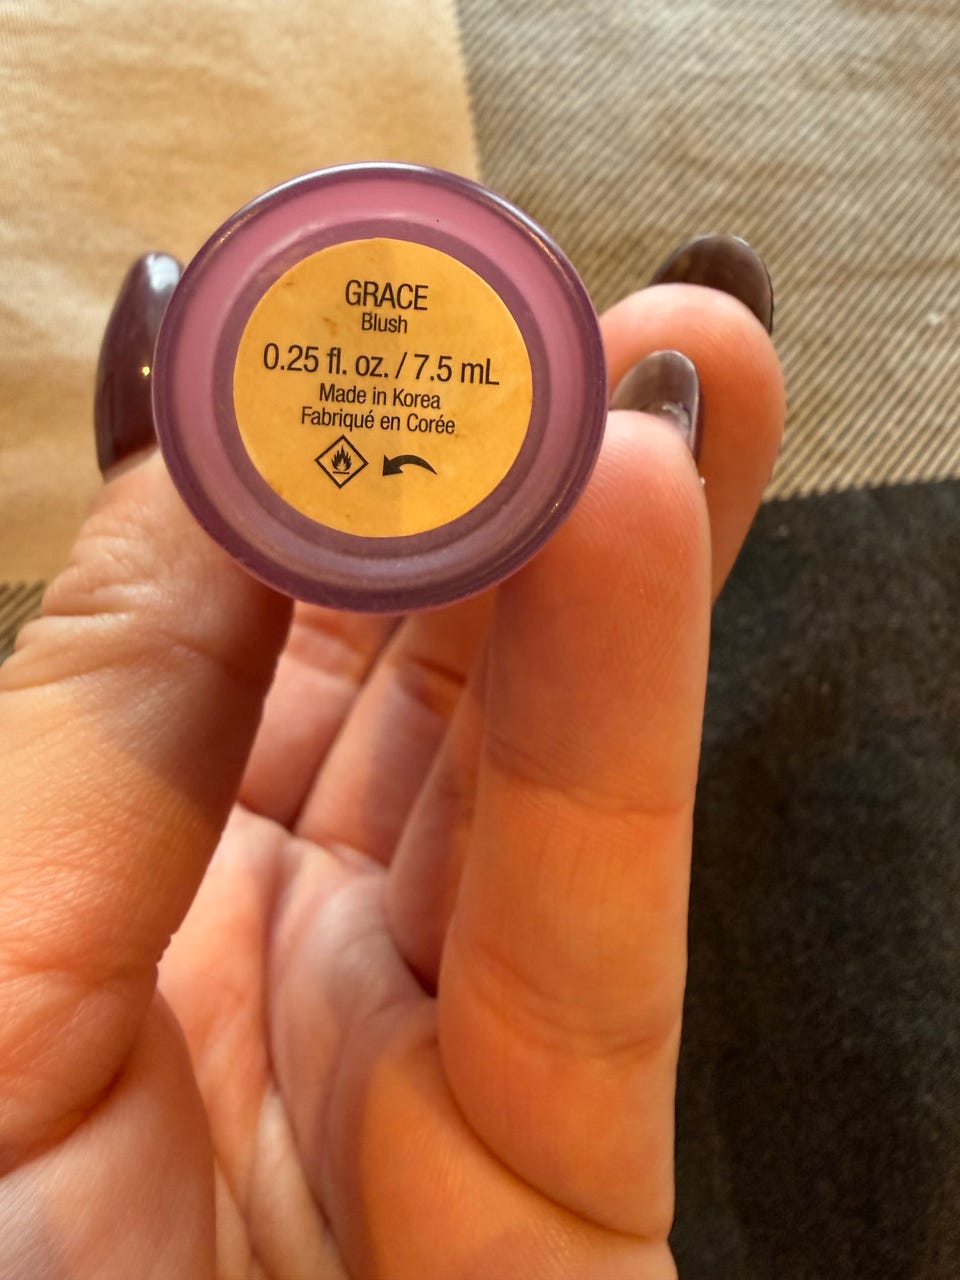 GRACE
Blush
0.25 fl. oz. / 7.5 mL
Made in Korea
Fabriqué en Corée